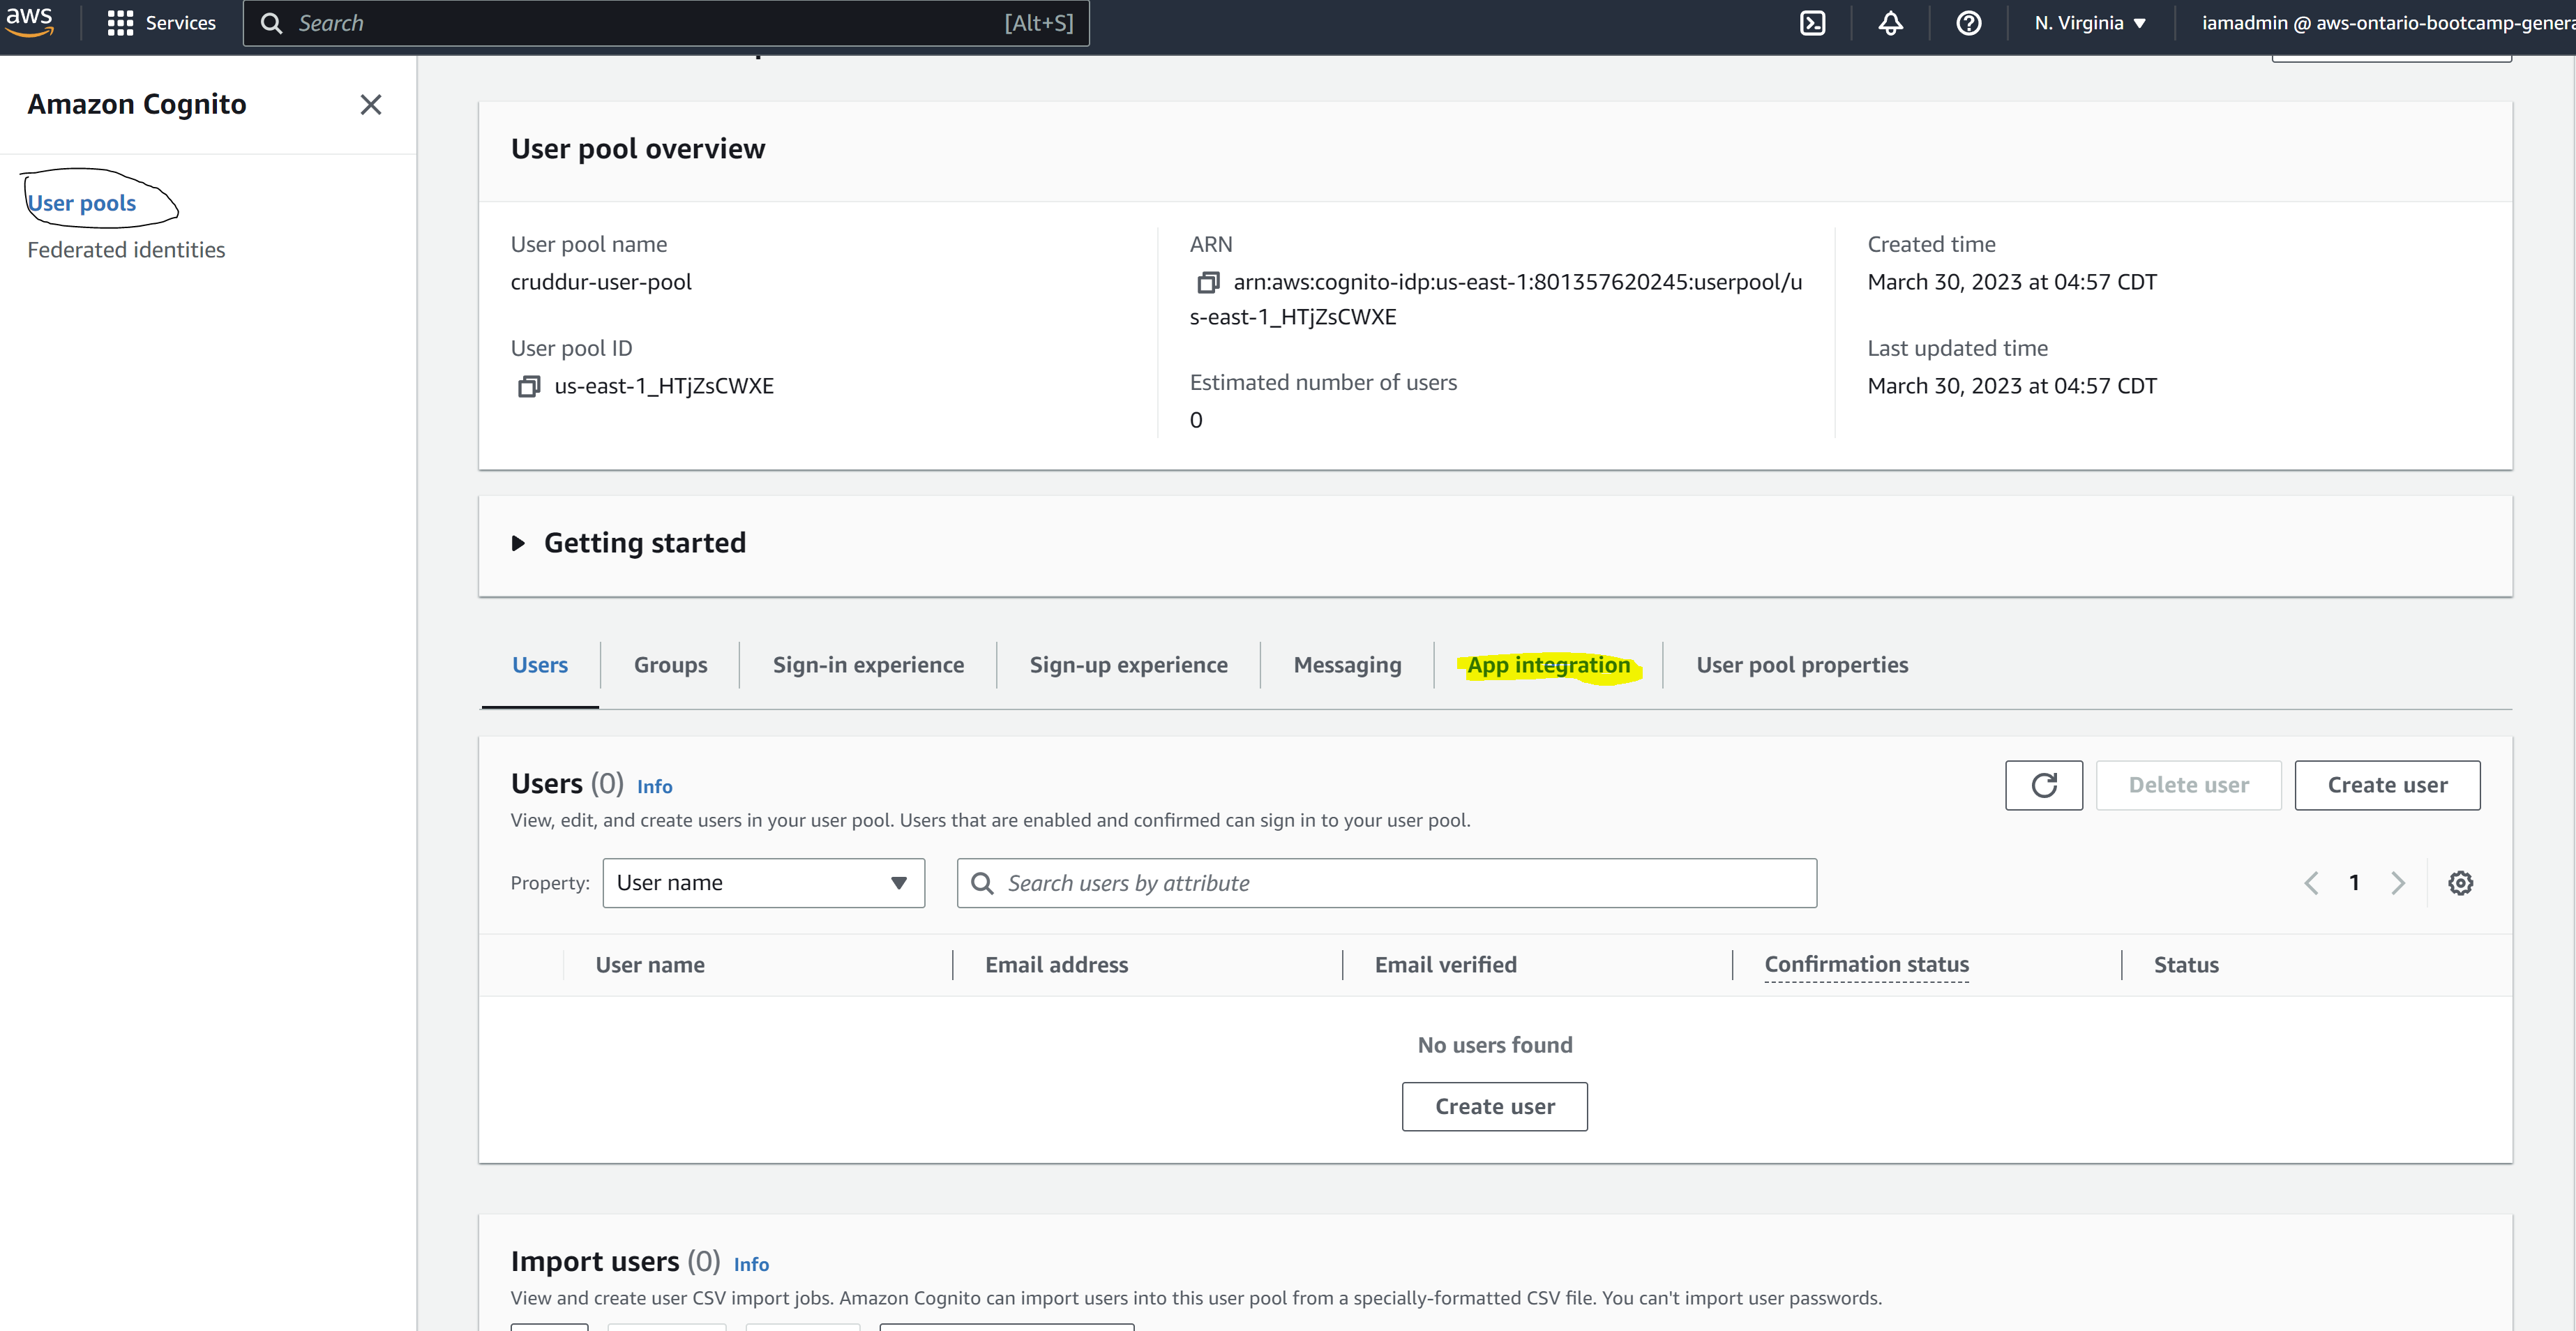 aws Services Search [Alt+S] N. Virginia iamadmin @ aws-ontario-bootcamp-genera
Amazon Cognito
User pools
Federated identities
User pool overview
User pool name
cruddur-user-pool
User pool ID
us-east-1_HTjZsCWXE
ARN
arn:aws:cognito-idp:us-east-1:801357620245:userpool/u
s-east-1_HTjZsCWXE
Estimated number of users
0
Created time
March 30, 2023 at 04:57 CDT
Last updated time
March 30, 2023 at 04:57 CDT
Getting started
Users Groups Sign-in experience Sign-up experience Messaging App integration User pool properties
Users (0) Info Delete user Create user
View, edit, and create users in your user pool. Users that are enabled and confirmed can sign in to your user pool.
Property: User name Search users by attribute 1
User name Email address Email verified Confirmation status Status
No users found
Create user
Import users (0) Info
View and create user CSV import jobs. Amazon Cognito can import users into this user pool from a specially-formatted CSV file. You can't import user passwords.